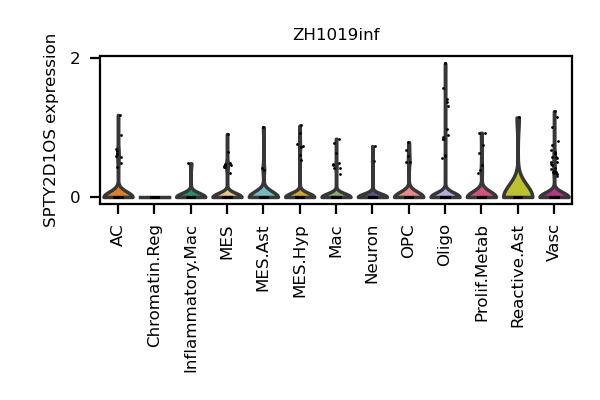 ZH1019inf
SPTY2D1OS expression
2
0
AC
Chromatin.Reg
Inflammatory.Mac
MES
MES.Ast
MES.Hyp
Mac
Neuron
OPC
Oligo
Prolif.Metab
Reactive.Ast
Vasc